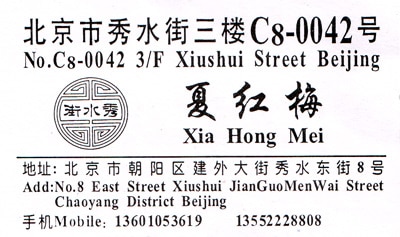 北京市秀水街三楼C8-0042号
No.C8-0042 3/F Xiushui Street Beijing
秀水街
夏红梅
Xia Hong Mei
地址: 北京市朝阳区建外大街秀水东街8号
Add:No.8 East Street Xiushui JianGuoMenWai Street
Chaoyang District Beijing
手机Mobile: 13601053619 13552228808